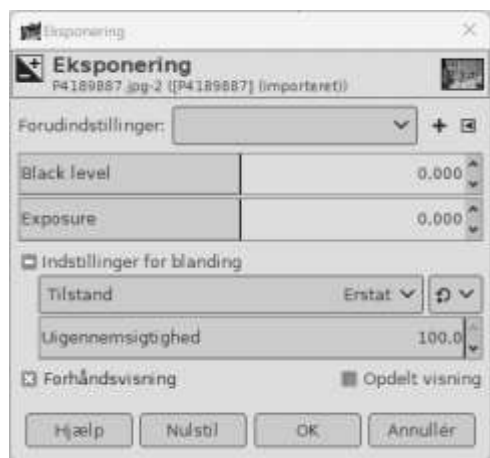 Eksponering
Eksponering
P4189887.jpg-2 ([P4189887] (importeret))
Forudindstillinger:
Black level 0.000
Exposure 0.000
Indstillinger for blanding
Tilstand Erstat
Uigennemsigtighed 100.0
Forhåndsvisning Opdelt visning
Hjælp Nulstil OK Annullér